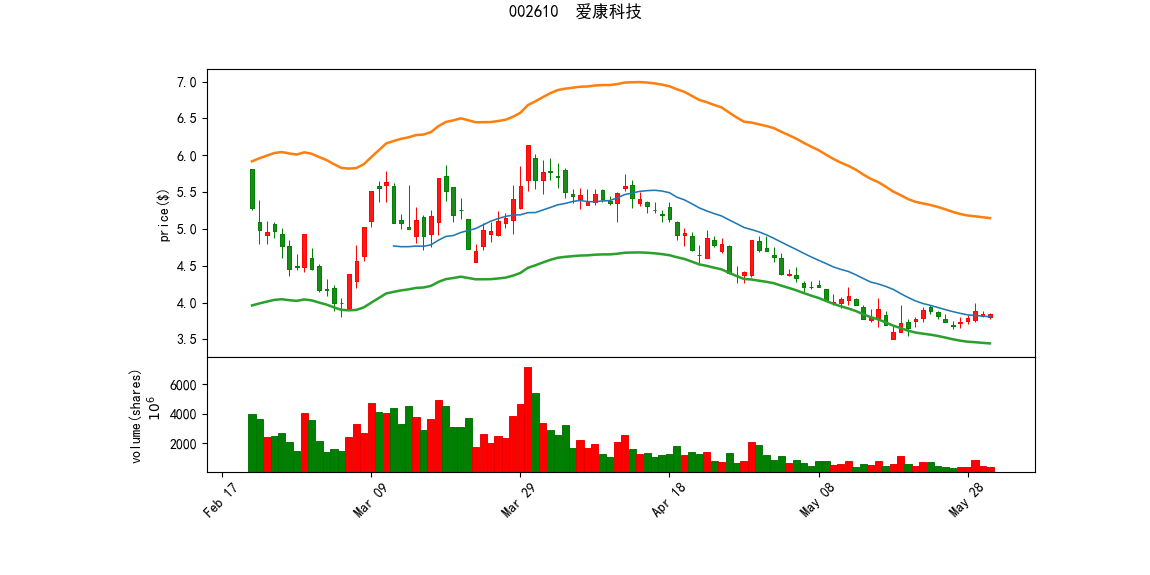 002610 爱康科技
price($)
7.0
6.5
6.0
5.5
5.0
4.5
4.0
3.5
volume(shares)
10^6
6000
4000
2000
Feb 17
Mar 09
Mar 29
Apr 18
May 08
May 28